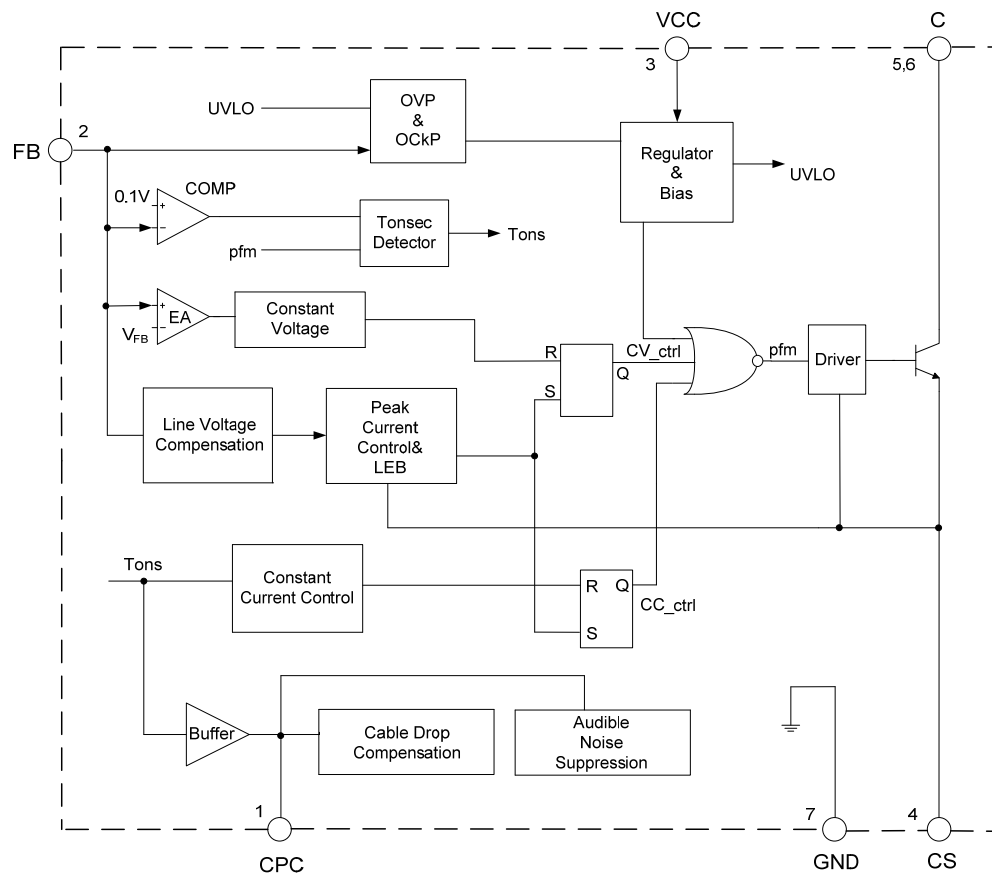 VCC
C
3
5,6
FB
2
UVLO
OVP
&
OCkP
Regulator
&
Bias
UVLO
0.1V
+
−
COMP
pfm
Tonsec
Detector
Tons
+
−
EA
VFB
Constant
Voltage
R
S
Q
CV_ctrl
pfm
Driver
Line Voltage
Compensation
Peak
Current
Control&
LEB
Tons
Constant
Current Control
R
Q
S
CC_ctrl
Buffer
Cable Drop
Compensation
Audible
Noise
Suppression
1
7
4
CPC
GND
CS